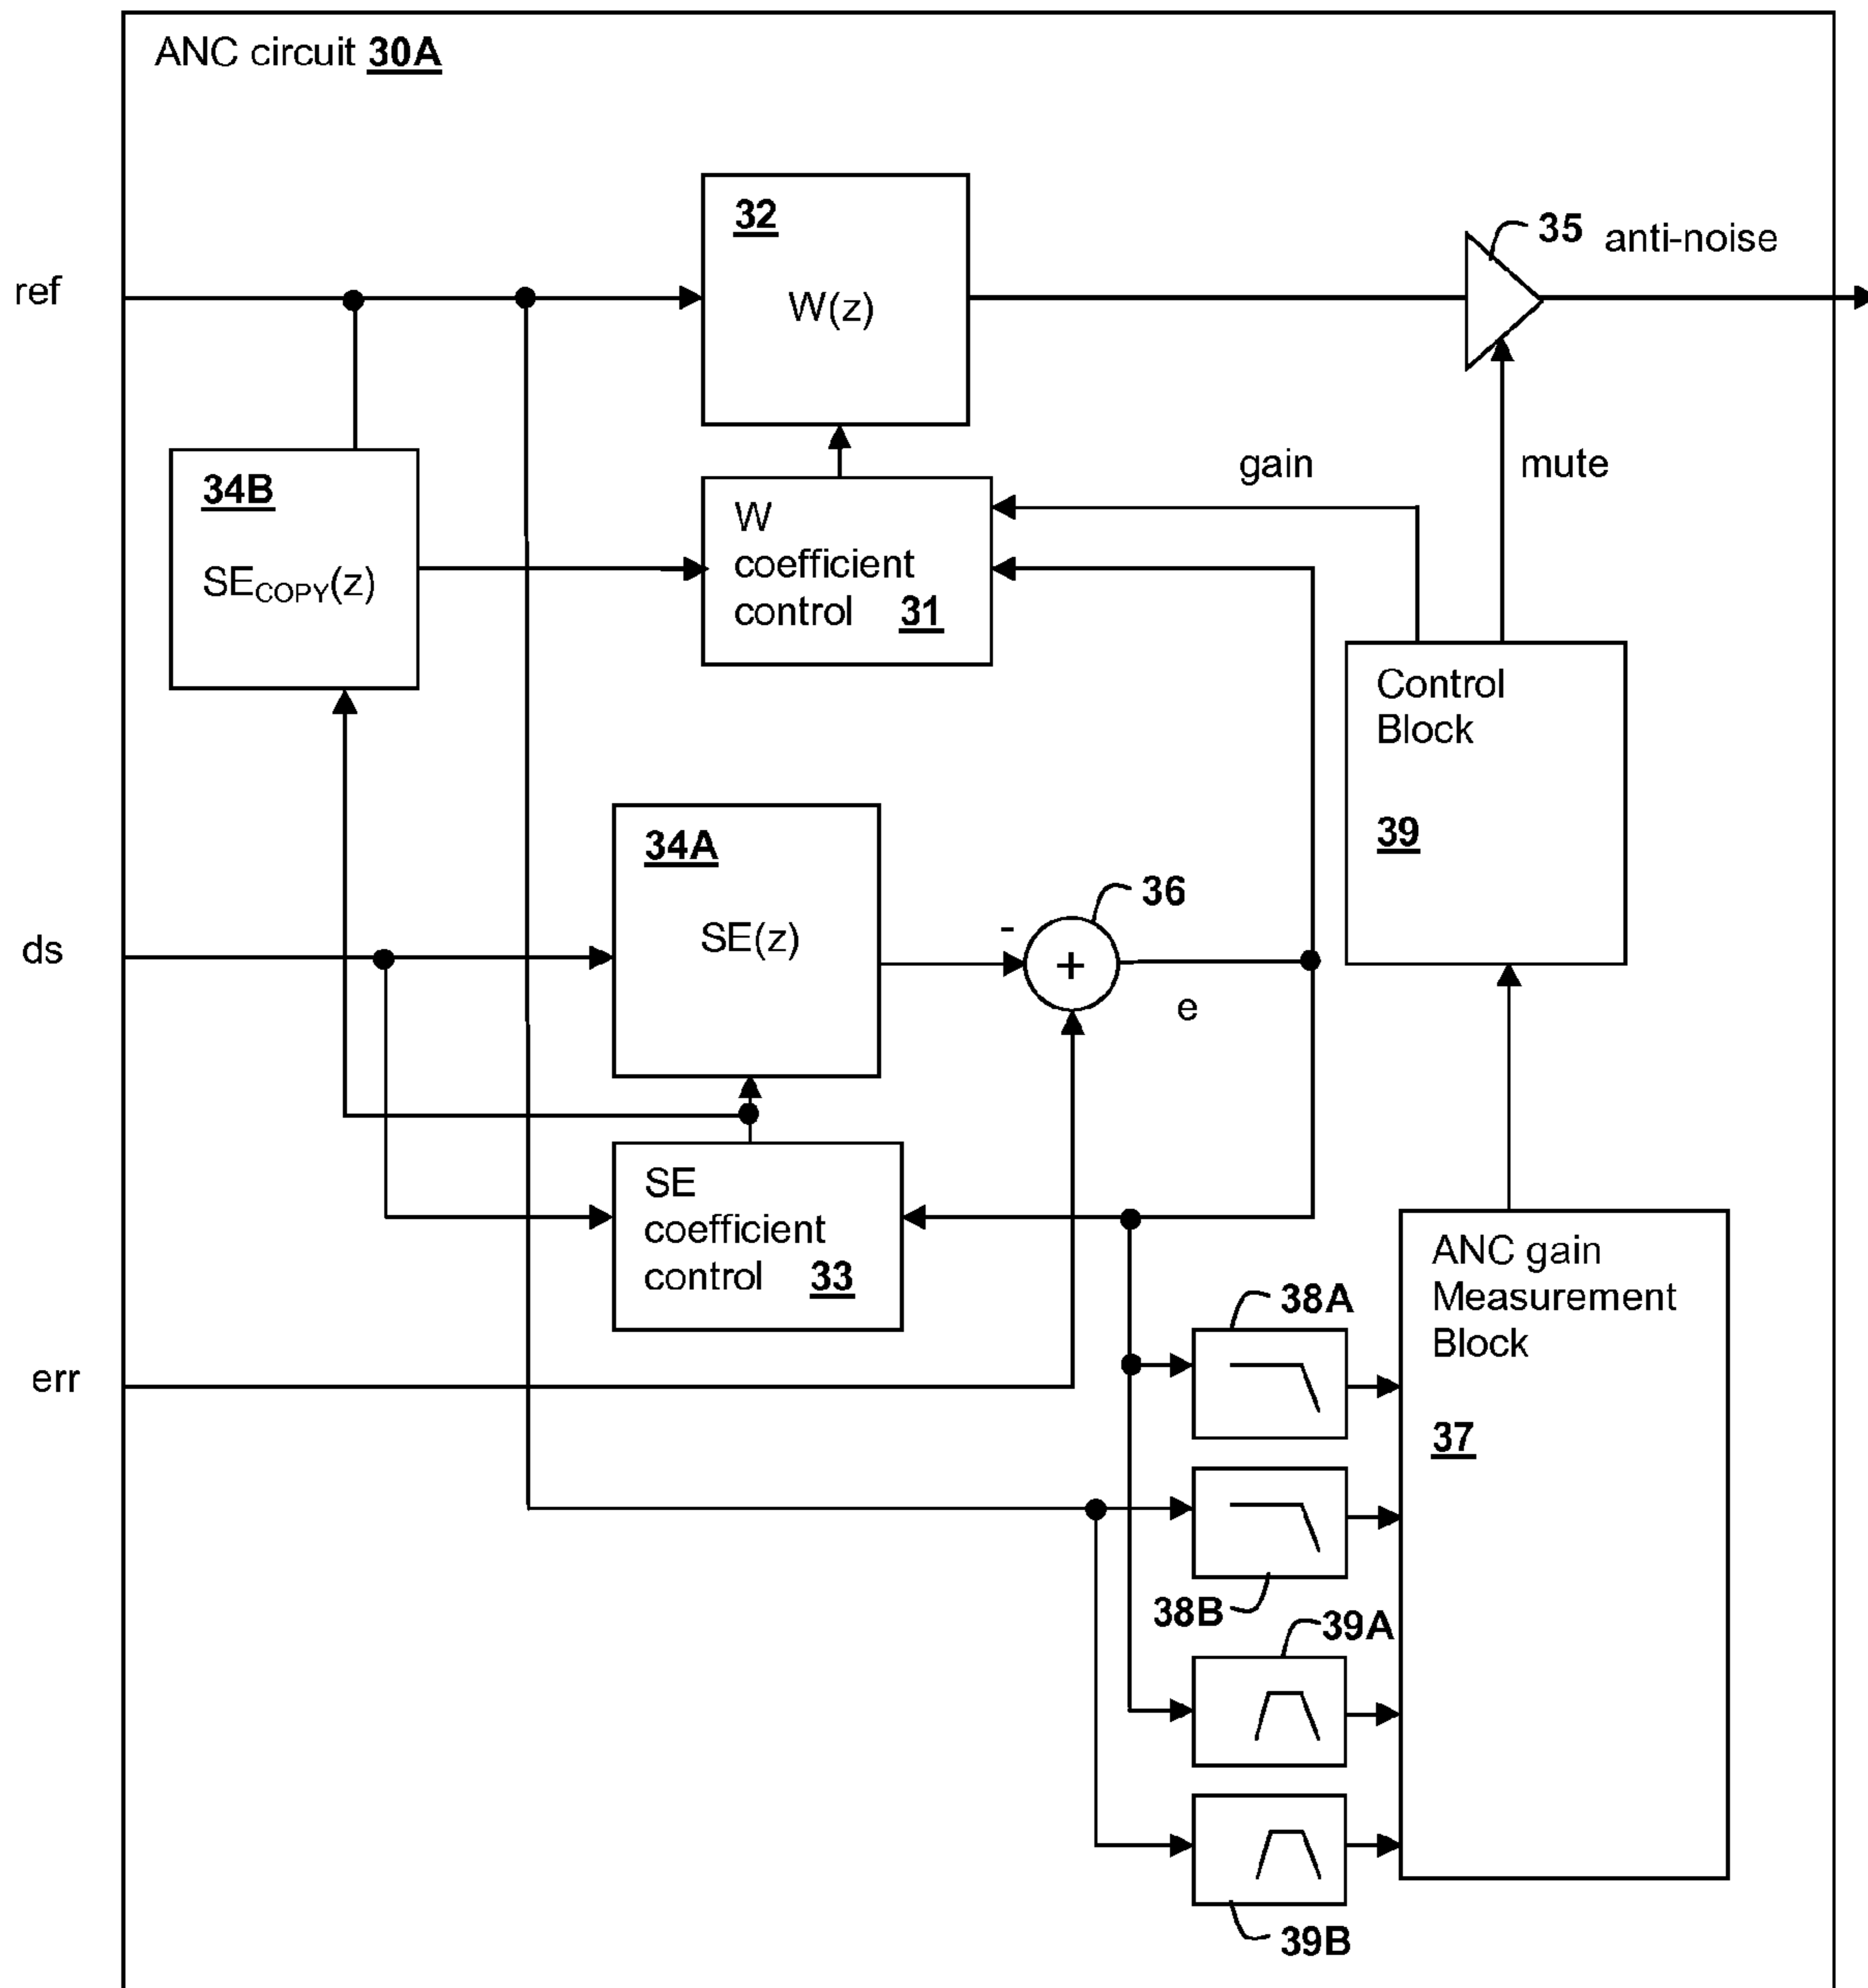 ANC circuit 30A
ref
32
W(z)
35
anti-noise
34B
SECOPY(z)
W
coefficient
control 31
gain
mute
Control
Block
39
ds
34A
SE(z)
-
+
36
e
SE
coefficient
control 33
err
ANC gain
Measurement
Block
37
38A
38B
39A
39B